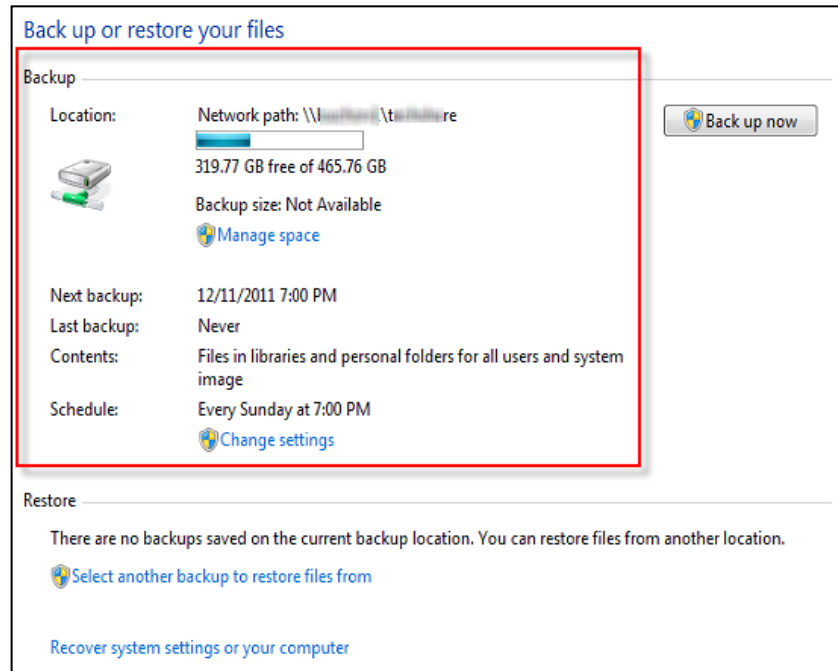 Back up or restore your files
Backup
Location:
Network path:
Back up now
319.77 GB free of 465.76 GB
Backup size: Not Available
Manage space
Next backup: 12/11/2011 7:00 PM
Last backup: Never
Contents: Files in libraries and personal folders for all users and system
image
Schedule: Every Sunday at 7:00 PM
Change settings
Restore
There are no backups saved on the current backup location. You can restore files from another location.
Select another backup to restore files from
Recover system settings or your computer